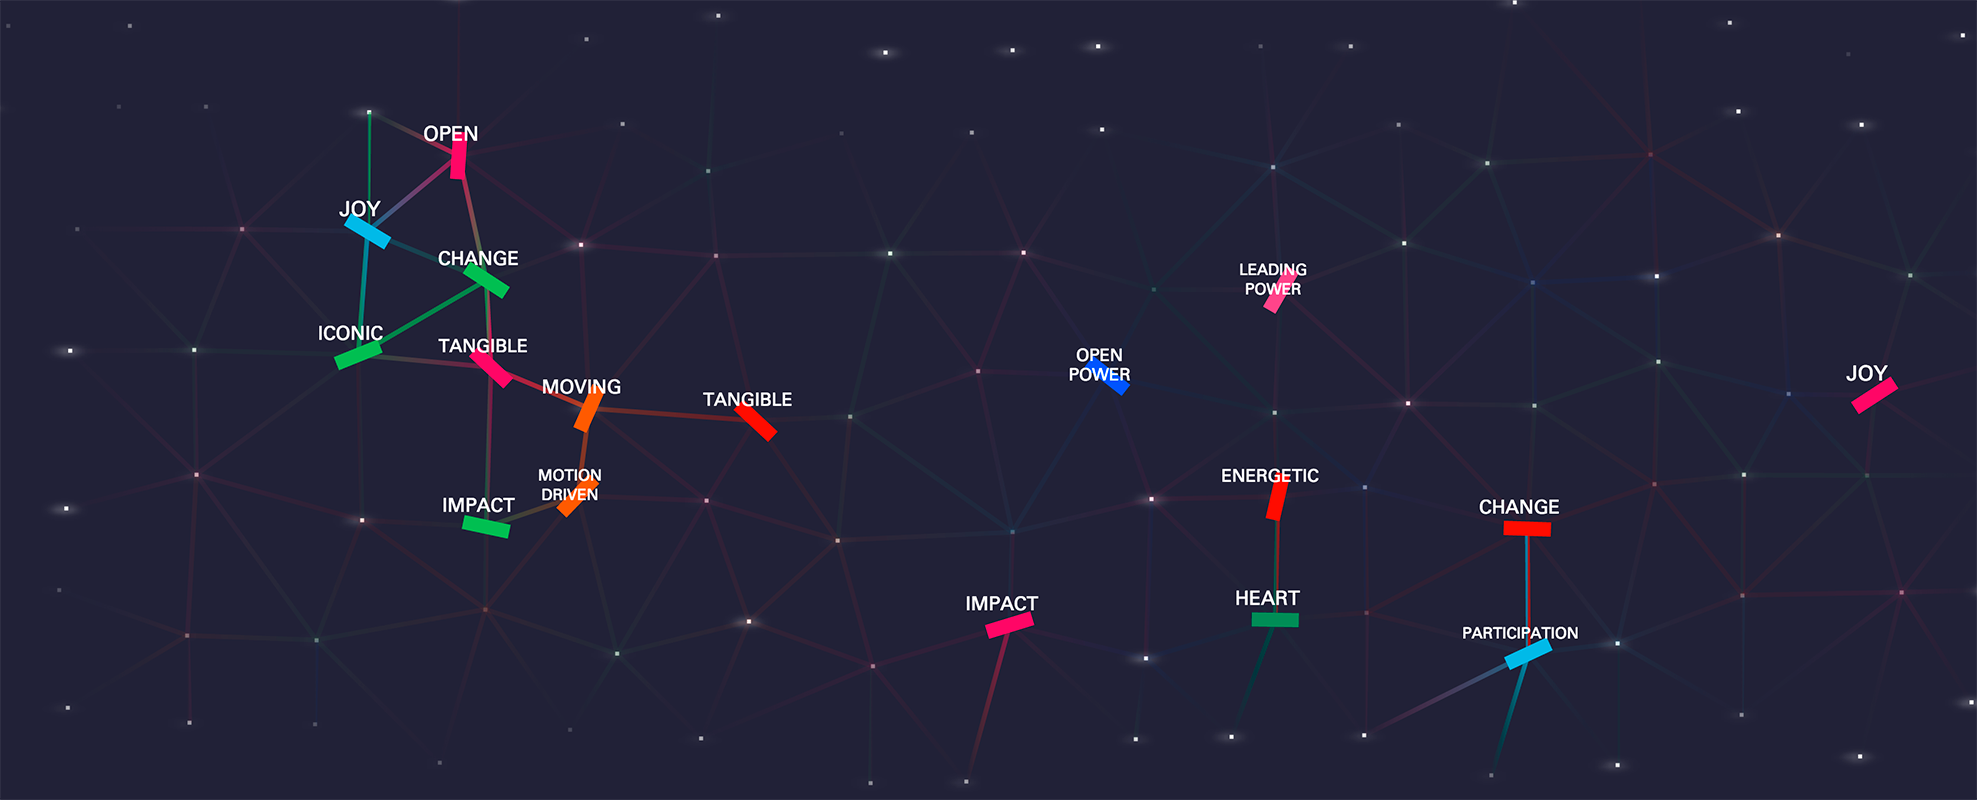 OPEN
JOY
CHANGE
ICONIC
TANGIBLE
MOVING
TANGIBLE
MOTION
DRIVEN
IMPACT
LEADING
POWER
OPEN
POWER
JOY
ENERGETIC
CHANGE
IMPACT
HEART
PARTICIPATION